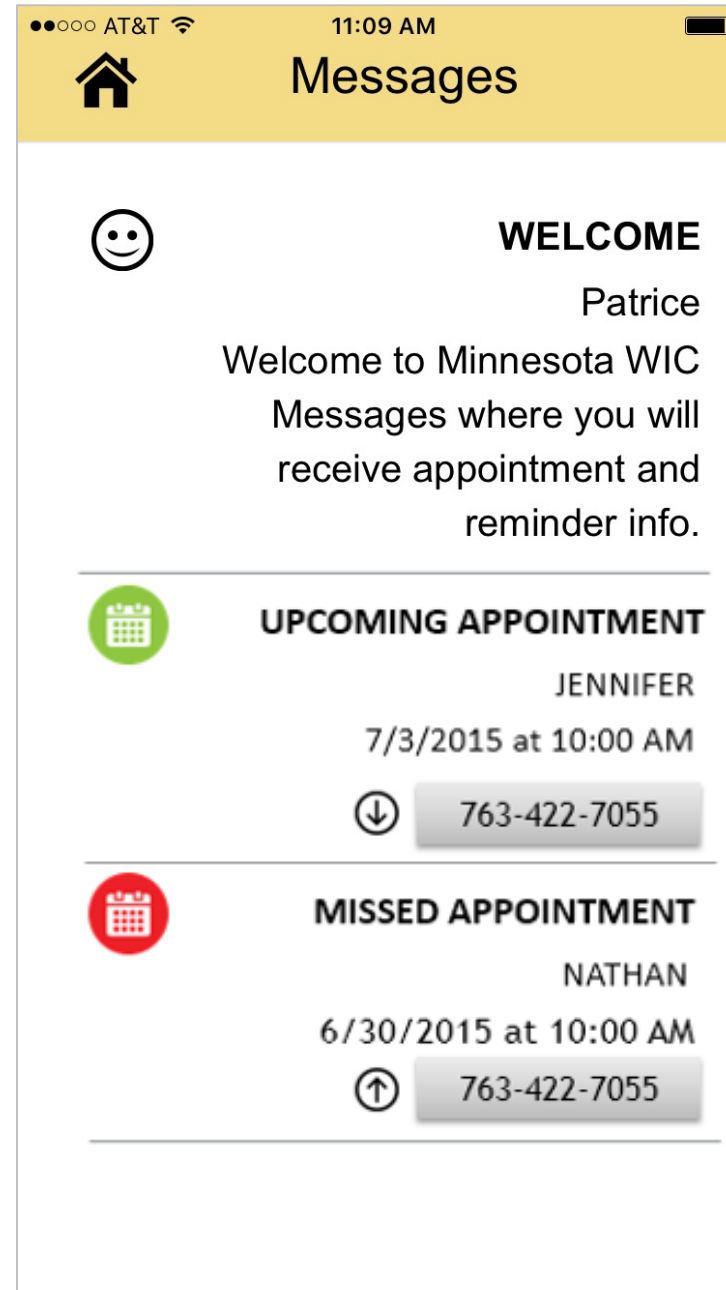 AT&T 11:09 AM
Messages
WELCOME
Patrice
Welcome to Minnesota WIC
Messages where you will
receive appointment and
reminder info.
UPCOMING APPOINTMENT
JENNIFER
7/3/2015 at 10:00 AM
763-422-7055
MISSED APPOINTMENT
NATHAN
6/30/2015 at 10:00 AM
763-422-7055